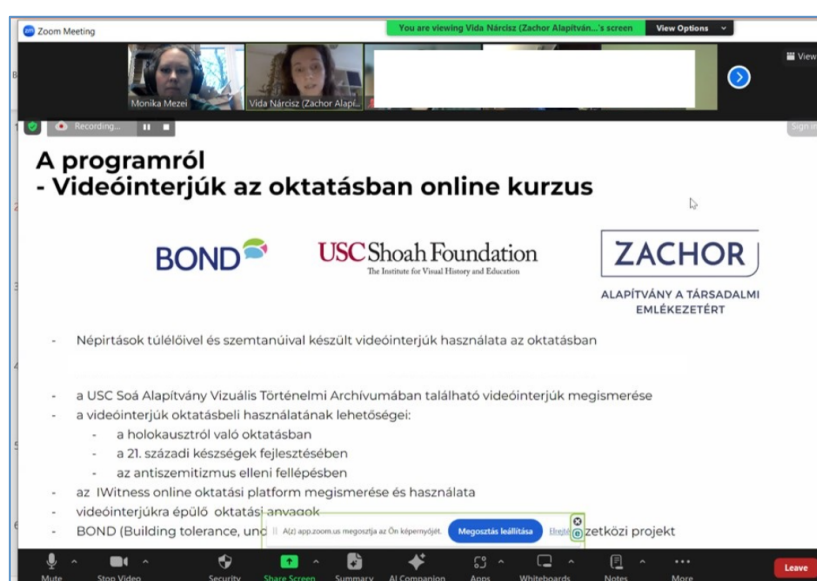 Zoom Meeting
You are viewing Vida Nárcisz (Zachor Alapítván...'s screen
View Options
View
Monika Mezei
Vida Nárcisz (Zachor Alapí...
Recording...
Sign in
A programról
- Videóinterjúk az oktatásban online kurzus
BOND
USC Shoah Foundation
The Institute for Visual History and Education
ZACHOR
ALAPÍTVÁNY A TÁRSADALMI
EMLÉKEZETÉRT
- Népirtások túlélőivel és szemtanúival készült videóinterjúk használata az oktatásban
- a USC Soá Alapítvány Vizuális Történelmi Archívumában található videóinterjúk megismerése
- a videóinterjúk oktatásbeli használatának lehetőségei:
- a holokausztról való oktatásban
- a 21. századi készségek fejlesztésében
- az antiszemitizmus elleni fellépésben
- az IWitness online oktatási platform megismerése és használata
- videóinterjúkra épülő oktatási anyagok
- BOND (Building tolerance, und
zetközi projekt
A(z) app.zoom.us megosztja az Ön képernyőjét.
Megosztás leállítása
Mute
Stop Video
Security
Share Screen
Summary
AI Companion
Apps
Whiteboards
Notes
More
Leave